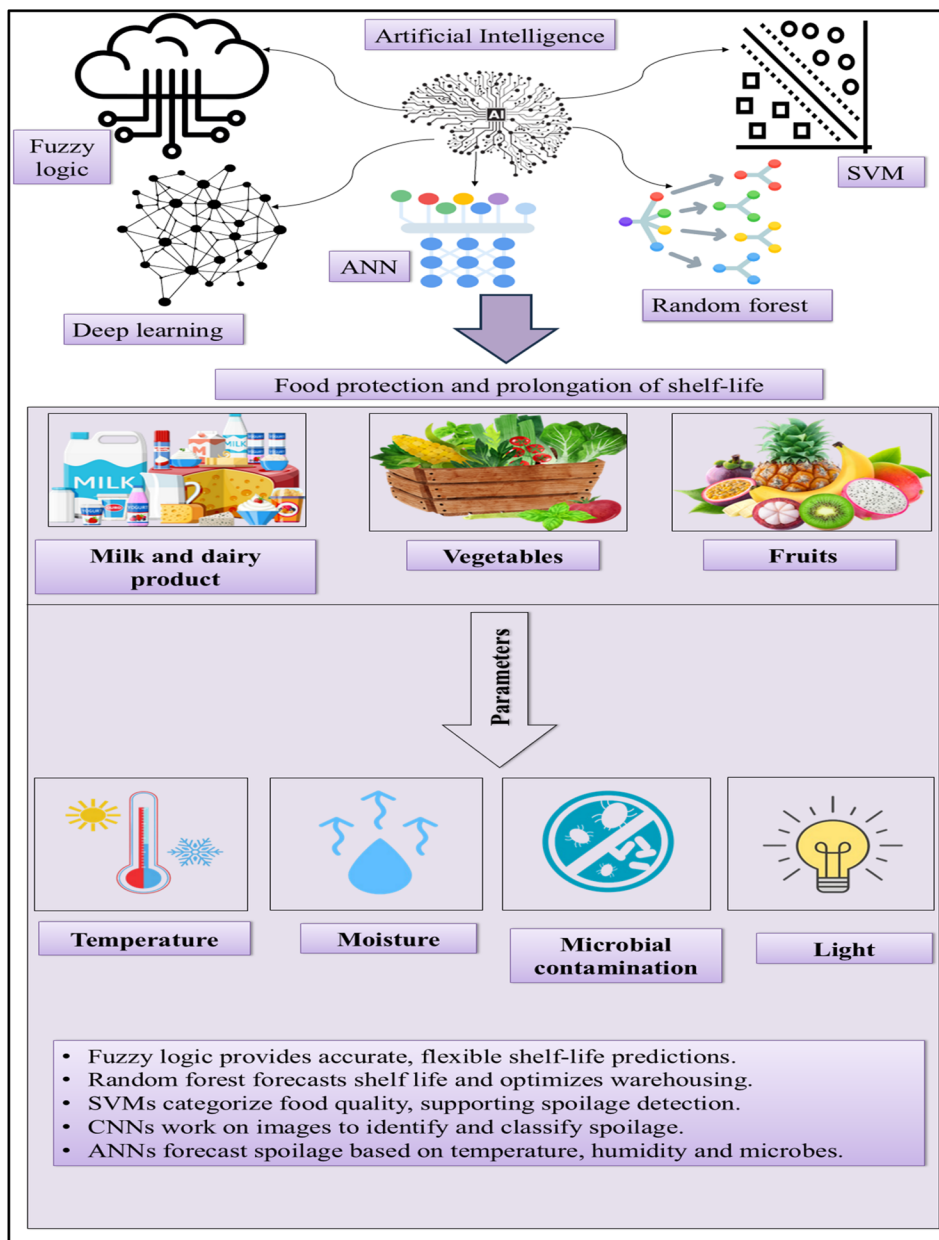 Artificial Intelligence
AI
Fuzzy
logic
SVM
ANN
Random forest
Deep learning
Food protection and prolongation of shelf-life
MILK
M
MILK
Milk and dairy
product
Vegetables
Fruits
Parameters
Temperature
Moisture
Microbial
contamination
Light
• Fuzzy logic provides accurate, flexible shelf-life predictions.
• Random forest forecasts shelf life and optimizes warehousing.
• SVMs categorize food quality, supporting spoilage detection.
• CNNs work on images to identify and classify spoilage.
• ANNs forecast spoilage based on temperature, humidity and microbes.